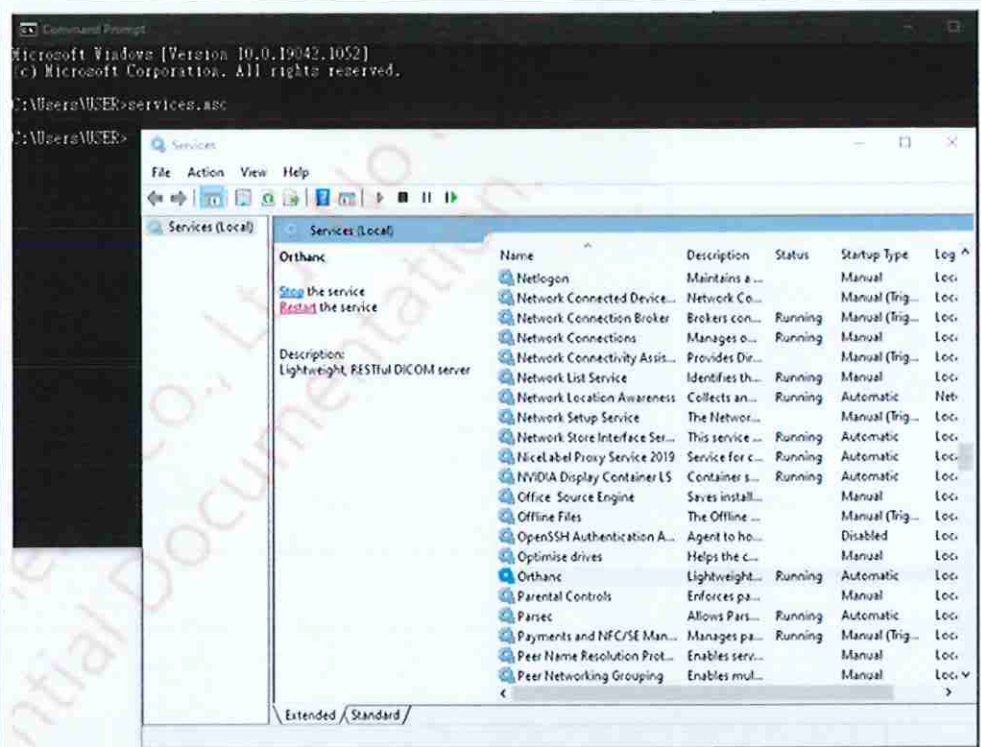 Command Prompt
Microsoft Windows [Version 10.0.19042.1052]
(c) Microsoft Corporation. All rights reserved.
C:\Users\USER>services.msc
C:\Users\USER>
Services
File Action View Help
Services (Local)
Services (Local)
Orthanc
Stop the service
Restart the service
Description:
Lightweight, RESTful DICOM server
Name Description Status Startup Type Log
Netlogon Maintains a ... Manual Loc
Network Connected Device... Network Co... Manual (Trig... Loc
Network Connection Broker Brokers con... Running Manual (Trig... Loc
Network Connections Manages o... Running Manual Loc
Network Connectivity Assis... Provides Dir... Manual (Trig... Loc
Network List Service Identifies th... Running Manual Loc
Network Location Awareness Collects an... Running Automatic Net
Network Setup Service The Networ... Manual (Trig... Loc
Network Store Interface Ser... This service ... Running Automatic Loc
NiceLabel Proxy Service 2019 Service for c... Running Automatic Loc
NVIDIA Display Container LS Container s... Running Automatic Loc
Office Source Engine Saves install... Manual Loc
Offline Files The Offline ... Manual (Trig... Loc
OpenSSH Authentication A... Agent to ho... Disabled Loc
Optimise drives Helps the c... Manual Loc
Orthanc Lightweight... Running Automatic Loc
Parental Controls Enforces pa... Manual Loc
Parsec Allows Pars... Running Automatic Loc
Payments and NFC/SE Man... Manages pa... Running Manual (Trig... Loc
Peer Name Resolution Prot... Enables serv... Manual Loc
Peer Networking Grouping Enables mul... Manual Loc
Extended Standard
Co., Ltd
Documentation.